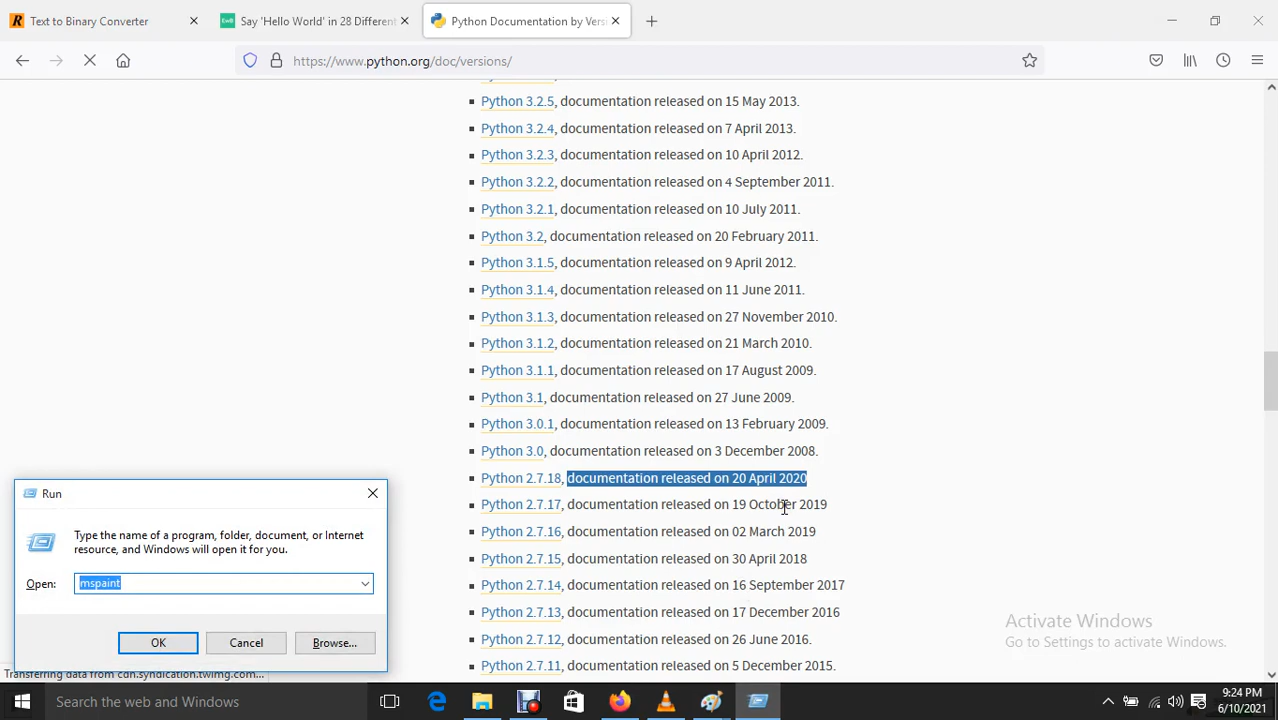 Text to Binary Converter
Say 'Hello World' in 28 Different
Python Documentation by Vers
https://www.python.org/doc/versions/
Python 3.2.5, documentation released on 15 May 2013.
Python 3.2.4, documentation released on 7 April 2013.
Python 3.2.3, documentation released on 10 April 2012.
Python 3.2.2, documentation released on 4 September 2011.
Python 3.2.1, documentation released on 10 July 2011.
Python 3.2, documentation released on 20 February 2011.
Python 3.1.5, documentation released on 9 April 2012.
Python 3.1.4, documentation released on 11 June 2011.
Python 3.1.3, documentation released on 27 November 2010.
Python 3.1.2, documentation released on 21 March 2010.
Python 3.1.1, documentation released on 17 August 2009.
Python 3.1, documentation released on 27 June 2009.
Python 3.0.1, documentation released on 13 February 2009.
Python 3.0, documentation released on 3 December 2008.
Python 2.7.18, documentation released on 20 April 2020
Python 2.7.17, documentation released on 19 October 2019
Python 2.7.16, documentation released on 02 March 2019
Python 2.7.15, documentation released on 30 April 2018
Python 2.7.14, documentation released on 16 September 2017
Python 2.7.13, documentation released on 17 December 2016
Python 2.7.12, documentation released on 26 June 2016.
Python 2.7.11, documentation released on 5 December 2015.
Run
Type the name of a program, folder, document, or Internet
resource, and Windows will open it for you.
Open:
mspaint
OK
Cancel
Browse...
Transferring data from cdn.syndication.twimg.com...
Activate Windows
Go to Settings to activate Windows.
Search the web and Windows
9:24 PM
6/10/2021